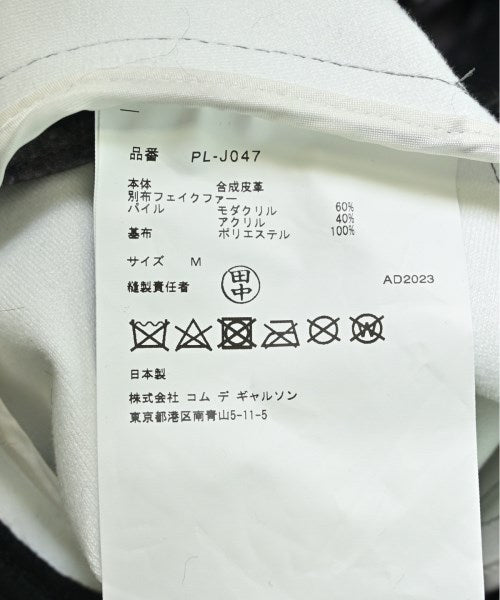 品番 PL-J047
本体 合成皮革
別布フェイクファー
パイル モダクリル 60%
アクリル 40%
基布 ポリエステル 100%
サイズ M
縫製責任者 田中 AD2023
W
日本製
株式会社 コム デ ギャルソン
東京都港区南青山5-11-5